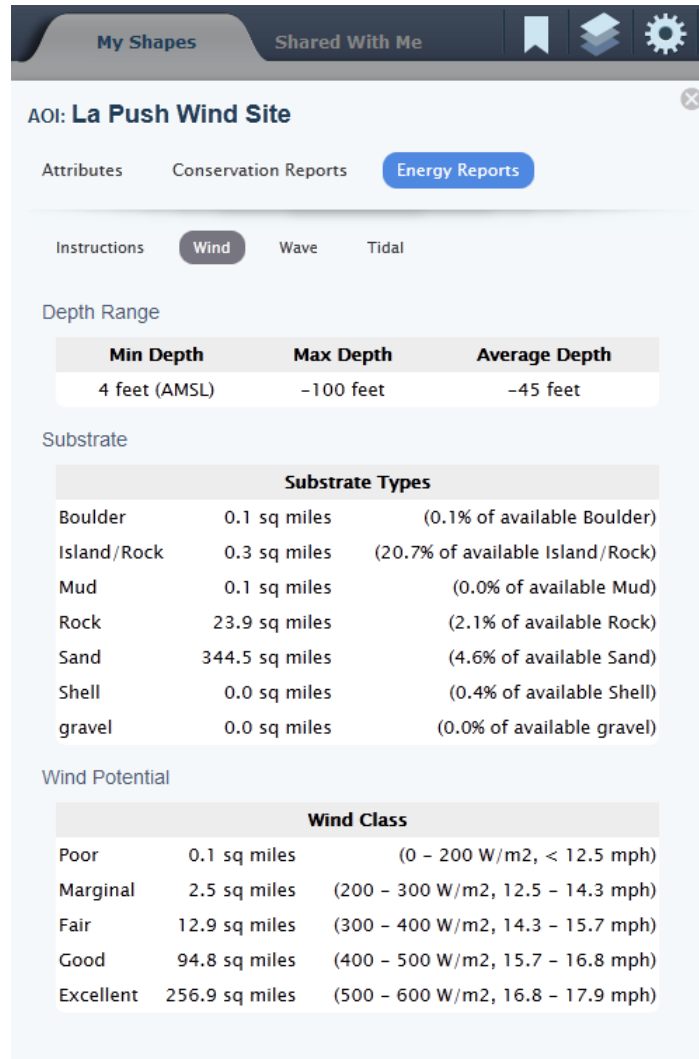 My Shapes Shared With Me
AOI: La Push Wind Site
Attributes Conservation Reports Energy Reports
Instructions Wind Wave Tidal
Depth Range
Min Depth Max Depth Average Depth
4 feet (AMSL) -100 feet -45 feet
Substrate
Substrate Types
Boulder 0.1 sq miles (0.1% of available Boulder)
Island/Rock 0.3 sq miles (20.7% of available Island/Rock)
Mud 0.1 sq miles (0.0% of available Mud)
Rock 23.9 sq miles (2.1% of available Rock)
Sand 344.5 sq miles (4.6% of available Sand)
Shell 0.0 sq miles (0.4% of available Shell)
gravel 0.0 sq miles (0.0% of available gravel)
Wind Potential
Wind Class
Poor 0.1 sq miles (0 - 200 W/m2, < 12.5 mph)
Marginal 2.5 sq miles (200 - 300 W/m2, 12.5 - 14.3 mph)
Fair 12.9 sq miles (300 - 400 W/m2, 14.3 - 15.7 mph)
Good 94.8 sq miles (400 - 500 W/m2, 15.7 - 16.8 mph)
Excellent 256.9 sq miles (500 - 600 W/m2, 16.8 - 17.9 mph)